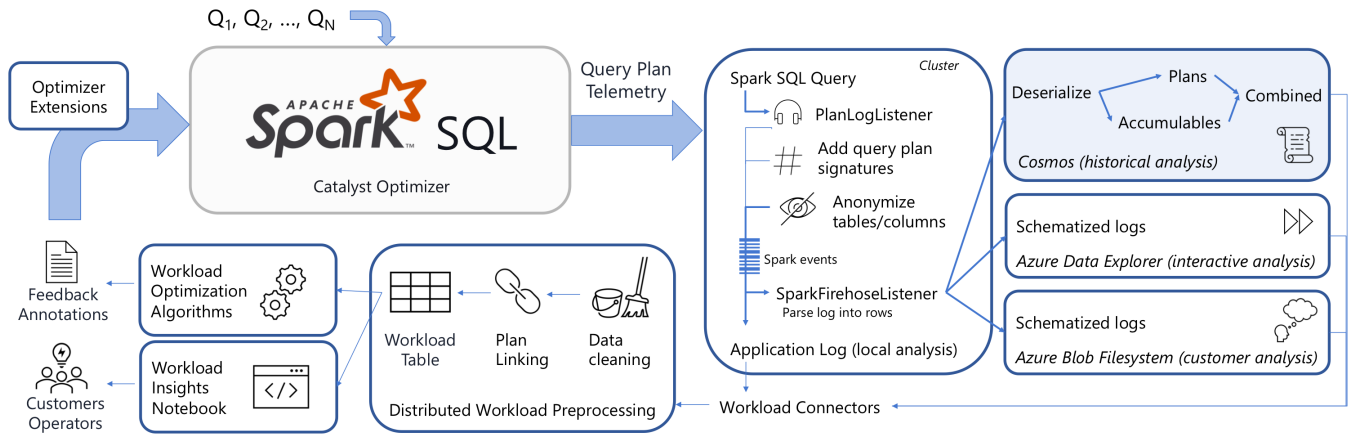 Q1, Q2, ..., QN
Optimizer
Extensions
APACHE
Spark™ SQL
Catalyst Optimizer
Query Plan
Telemetry
Cluster
Spark SQL Query
PlanLogListener
Add query plan
signatures
Anonymize
tables/columns
Spark events
SparkFirehoseListener
Parse log into rows
Application Log (local analysis)
Deserialize
Plans
Accumulables
Combined
Cosmos (historical analysis)
Schematized logs
Azure Data Explorer (interactive analysis)
Schematized logs
Azure Blob Filesystem (customer analysis)
Workload Connectors
Data
cleaning
Plan
Linking
Workload
Table
Distributed Workload Preprocessing
Workload
Optimization
Algorithms
Workload
Insights
Notebook
</>
Feedback
Annotations
Customers
Operators